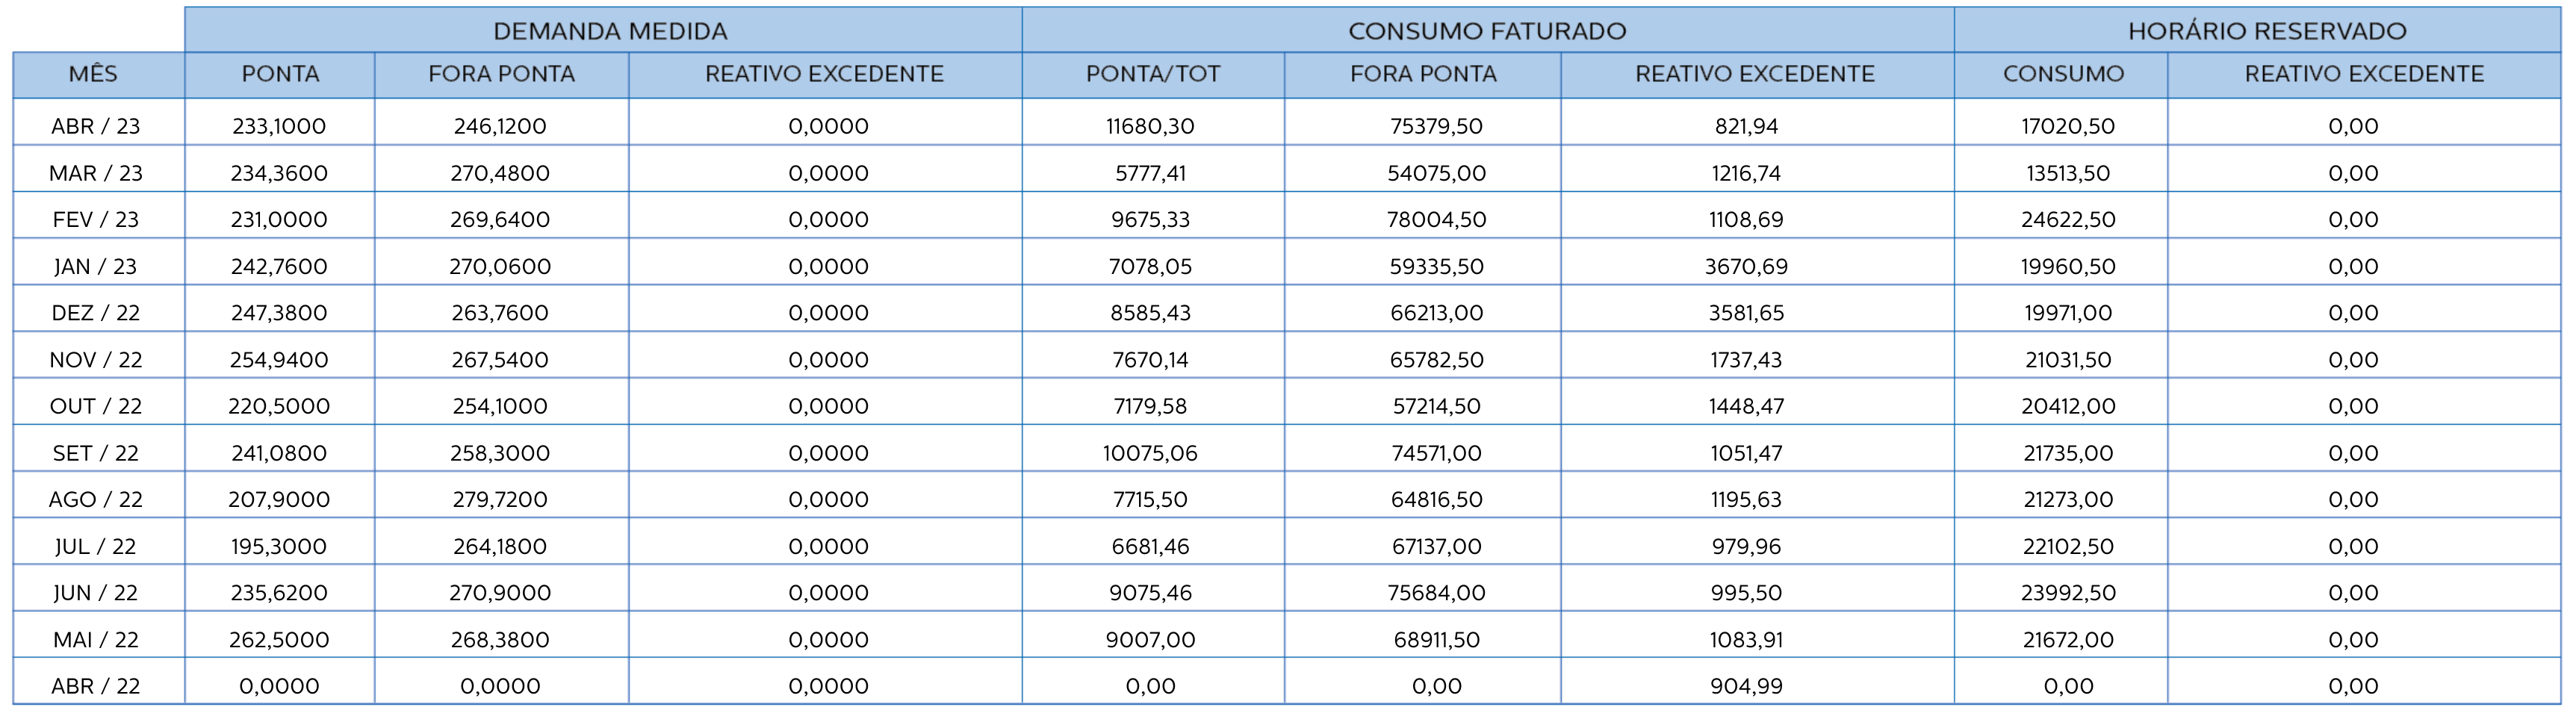 DEMANDA MEDIDA CONSUMO FATURADO HORÁRIO RESERVADO
MÊS PONTA FORA PONTA REATIVO EXCEDENTE PONTA/TOT FORA PONTA REATIVO EXCEDENTE CONSUMO REATIVO EXCEDENTE
ABR / 23 233,1000 246,1200 0,0000 11680,30 75379,50 821,94 17020,50 0,00
MAR / 23 234,3600 270,4800 0,0000 5777,41 54075,00 1216,74 13513,50 0,00
FEV / 23 231,0000 269,6400 0,0000 9675,33 78004,50 1108,69 24622,50 0,00
JAN / 23 242,7600 270,0600 0,0000 7078,05 59335,50 3670,69 19960,50 0,00
DEZ / 22 247,3800 263,7600 0,0000 8585,43 66213,00 3581,65 19971,00 0,00
NOV / 22 254,9400 267,5400 0,0000 7670,14 65782,50 1737,43 21031,50 0,00
OUT / 22 220,5000 254,1000 0,0000 7179,58 57214,50 1448,47 20412,00 0,00
SET / 22 241,0800 258,3000 0,0000 10075,06 74571,00 1051,47 21735,00 0,00
AGO / 22 207,9000 279,7200 0,0000 7715,50 64816,50 1195,63 21273,00 0,00
JUL / 22 195,3000 264,1800 0,0000 6681,46 67137,00 979,96 22102,50 0,00
JUN / 22 235,6200 270,9000 0,0000 9075,46 75684,00 995,50 23992,50 0,00
MAI / 22 262,5000 268,3800 0,0000 9007,00 68911,50 1083,91 21672,00 0,00
ABR / 22 0,0000 0,0000 0,0000 0,00 0,00 904,99 0,00 0,00